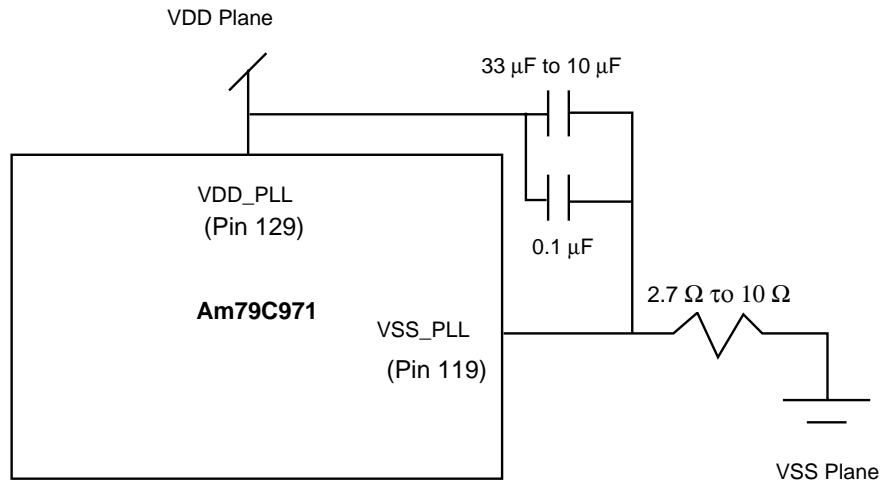 VDD Plane
33 μF to 10 μF
VDD_PLL
(Pin 129)
0.1 μF
Am79C971
2.7 Ω το 10 Ω
VSS_PLL
(Pin 119)
VSS Plane